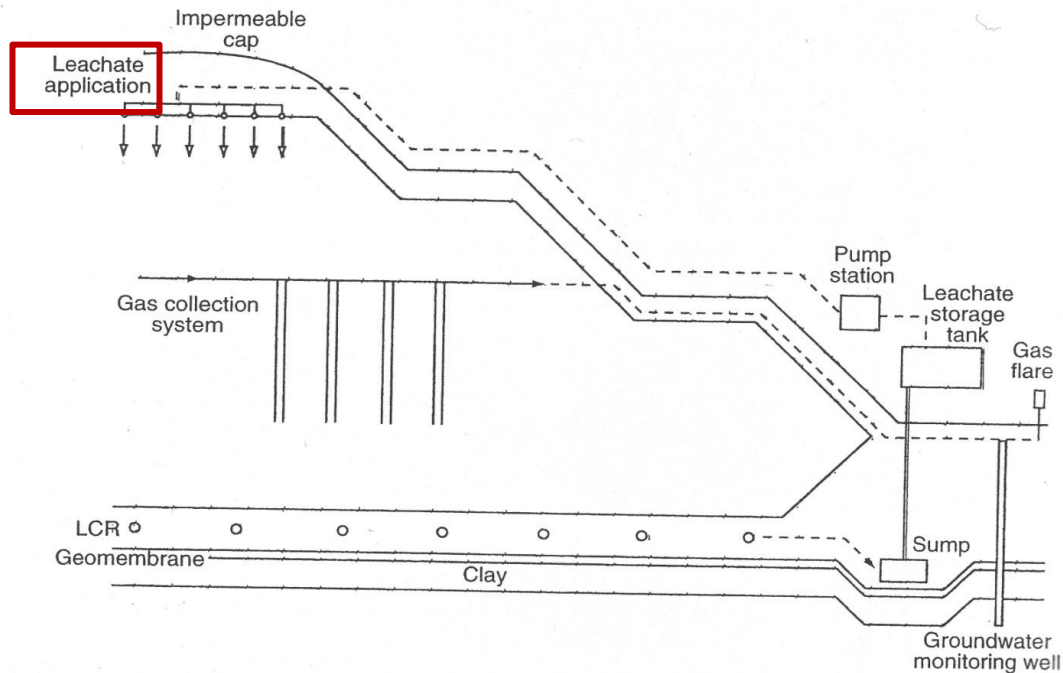 Impermeable
cap
Leachate
application
Gas collection
system
Pump
station
Leachate
storage
tank
Gas
flare
LCR
Geomembrane
Clay
Sump
Groundwater
monitoring well